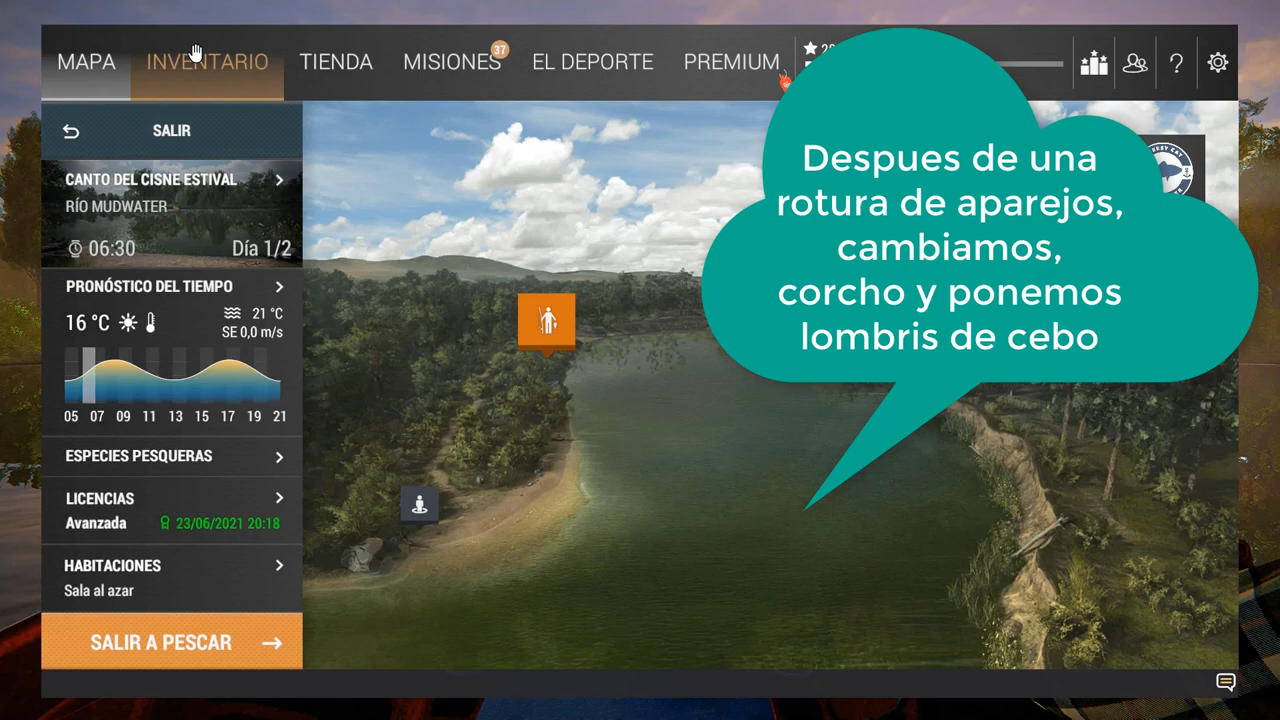 MAPA
INVENTARIO
TIENDA
MISIONES
37
EL DEPORTE
PREMIUM
SALIR
CANTO DEL CISNE ESTIVAL
RÍO MUDWATER
06:30
Día 1/2
PRONÓSTICO DEL TIEMPO
16 °C
21 °C
SE 0,0 m/s
05 07 09 11 13 15 17 19 21
ESPECIES PESQUERAS
LICENCIAS
Avanzada
23/06/2021 20:18
HABITACIONES
Sala al azar
SALIR A PESCAR
Despues de una
rotura de aparejos,
cambiamos,
corcho y ponemos
lombris de cebo